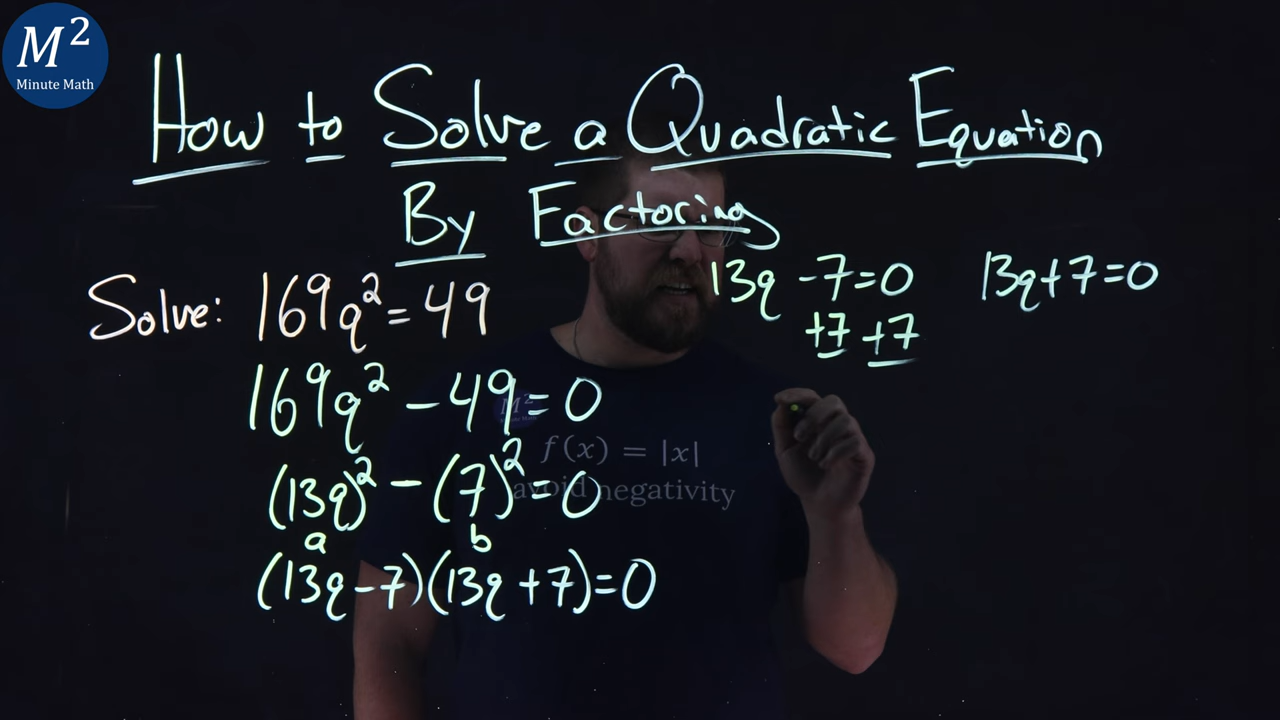 M²
Minute Math
How to Solve a Quadratic Equation
By Factoring
Solve: 169q² = 49
169q² - 49 = 0
(13q)² - (7)² = 0
a b
(13q - 7)(13q + 7) = 0
13q - 7 = 0
+7 +7
13q + 7 = 0
M²
f(x) = |x|
avoid negativity